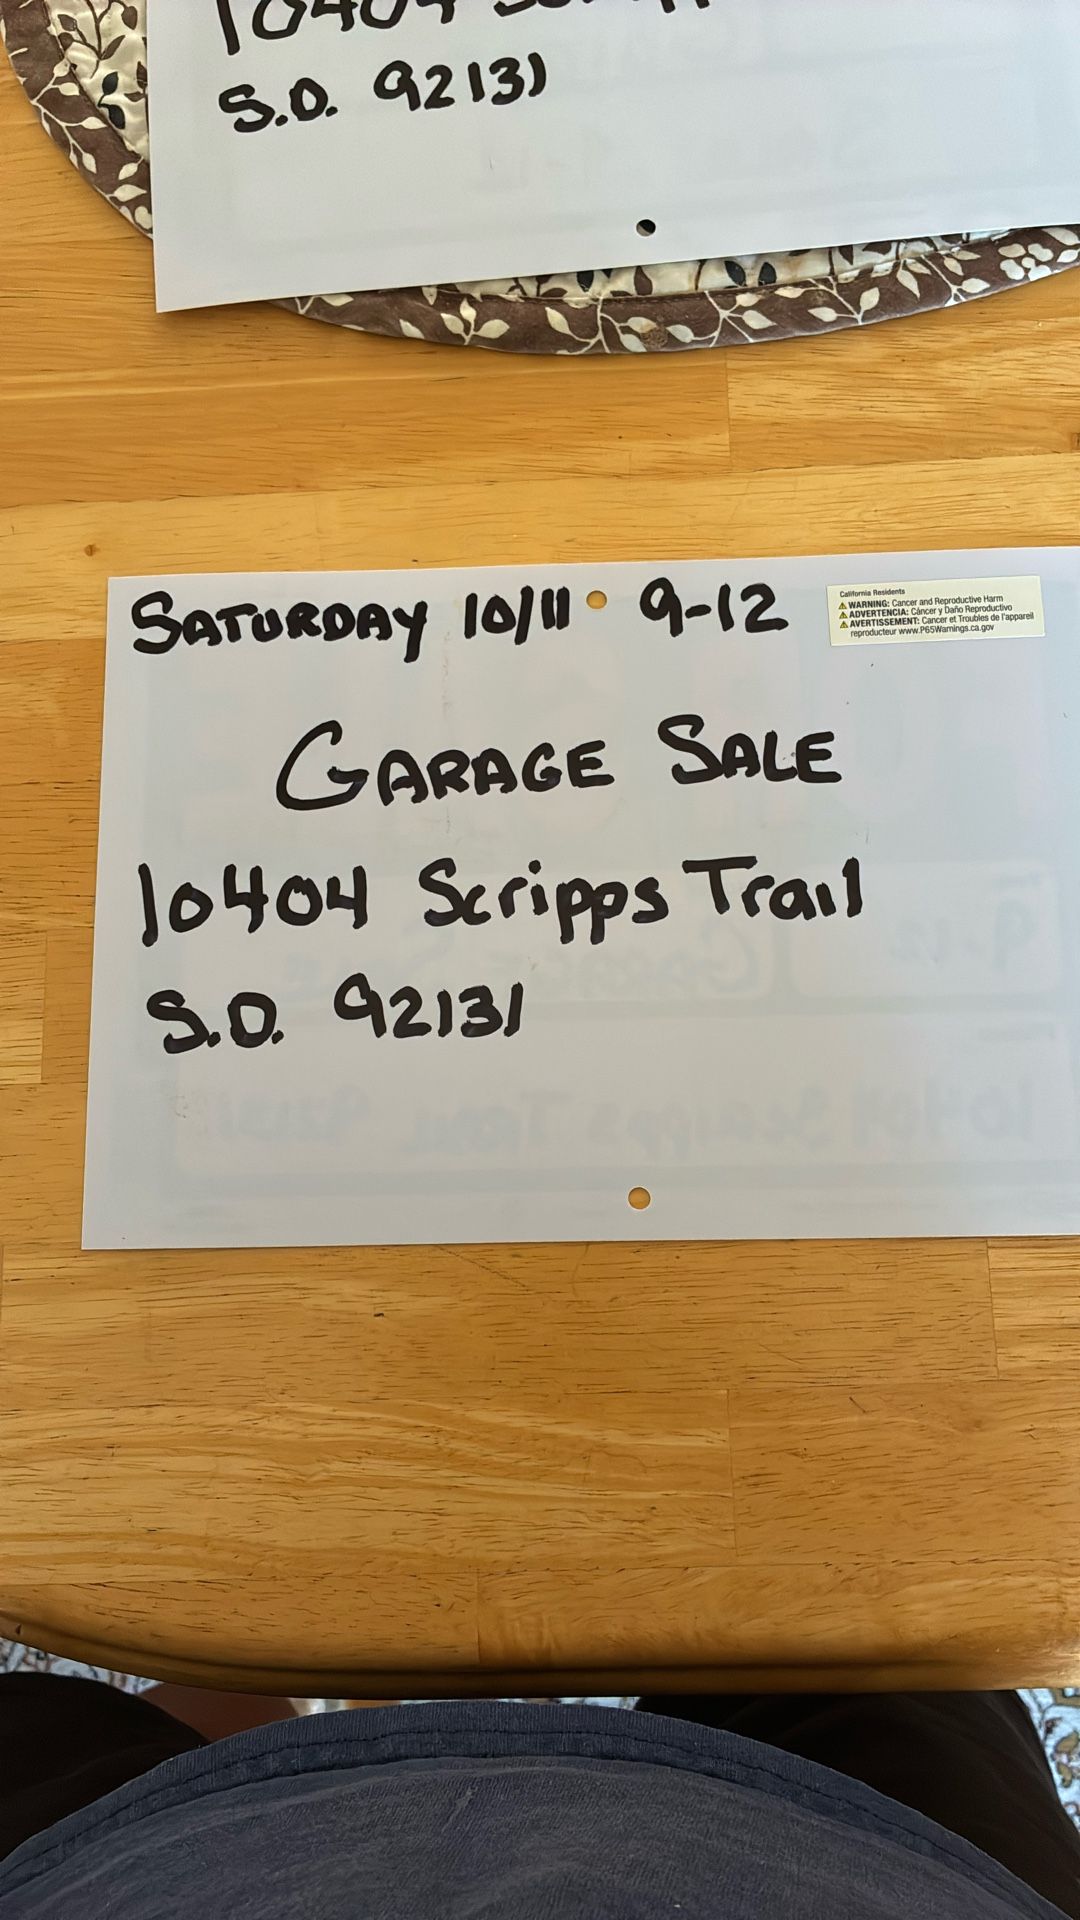 S.D. 92131
SATURDAY 10/11 9-12
California Residents
WARNING: Cancer and Reproductive Harm
ADVERTENCIA: Cáncer y Daño Reproductivo
AVERTISSEMENT: Cancer et Troubles de l'appareil
reproducteur www.P65Warnings.ca.gov
GARAGE SALE
10404 Scripps Trail
S.D. 92131